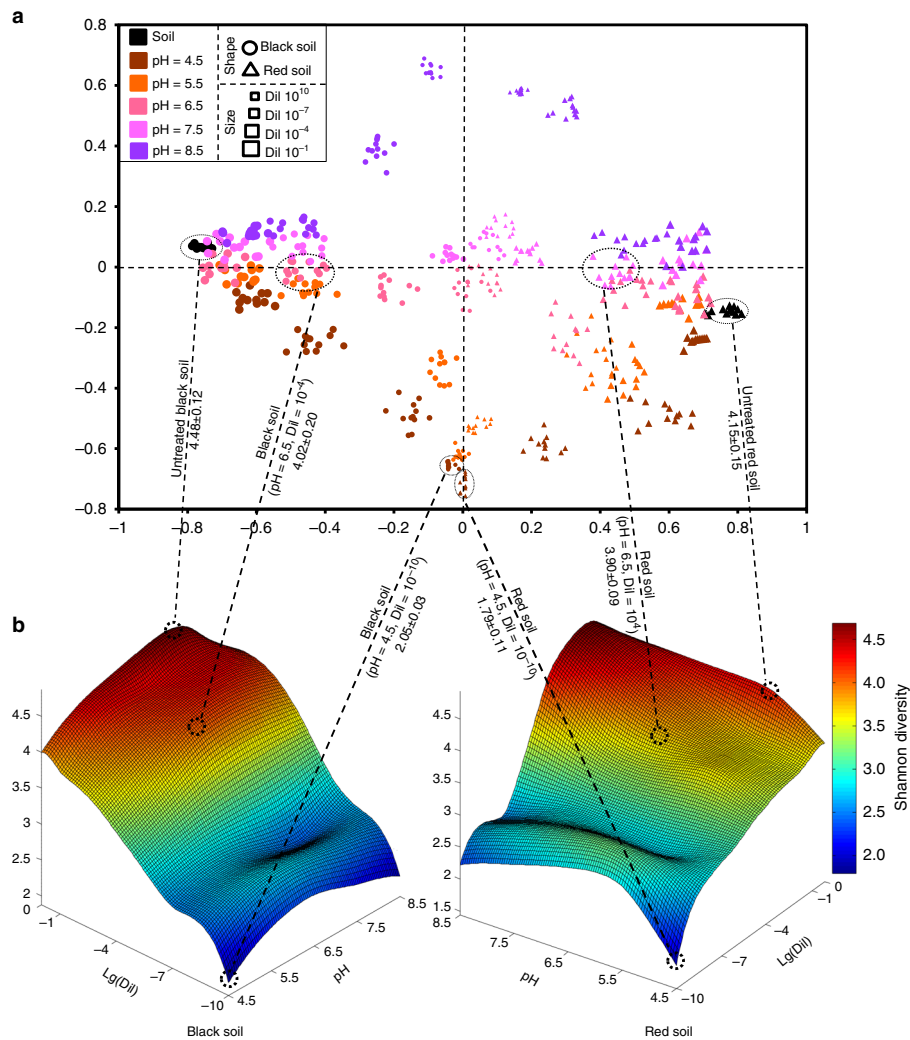 a
0.8
0.6
0.4
0.2
0
−0.2
−0.4
−0.6
−0.8
−1
−0.8
−0.6
−0.4
−0.2
0
0.2
0.4
0.6
0.8
1
Soil
pH = 4.5
pH = 5.5
pH = 6.5
pH = 7.5
pH = 8.5
Shape
Black soil
Red soil
Size
Dil 10^10
Dil 10^−7
Dil 10^−4
Dil 10^−1
Untreated black soil
4.48±0.12
Black soil
(pH = 6.5, Dil = 10^−4)
4.02±0.20
Black soil
(pH = 4.5, Dil = 10^−10)
2.05±0.03
Red soil
(pH = 4.5, Dil = 10^−10)
1.79±0.11
Red soil
(pH = 6.5, Dil = 10^4)
3.90±0.09
Untreated red soil
4.15±0.15
b
4.5
4
3.5
3
2.5
2
0
−1
−4
−7
−10
Lg(Dil)
4.5
5.5
6.5
7.5
8.5
pH
Black soil
4.5
4
3.5
3
2.5
2
1.5
8.5
7.5
6.5
5.5
4.5
pH
−10
−7
−4
−1
0
Lg(Dil)
Red soil
4.5
4.0
3.5
3.0
2.5
2.0
Shannon diversity